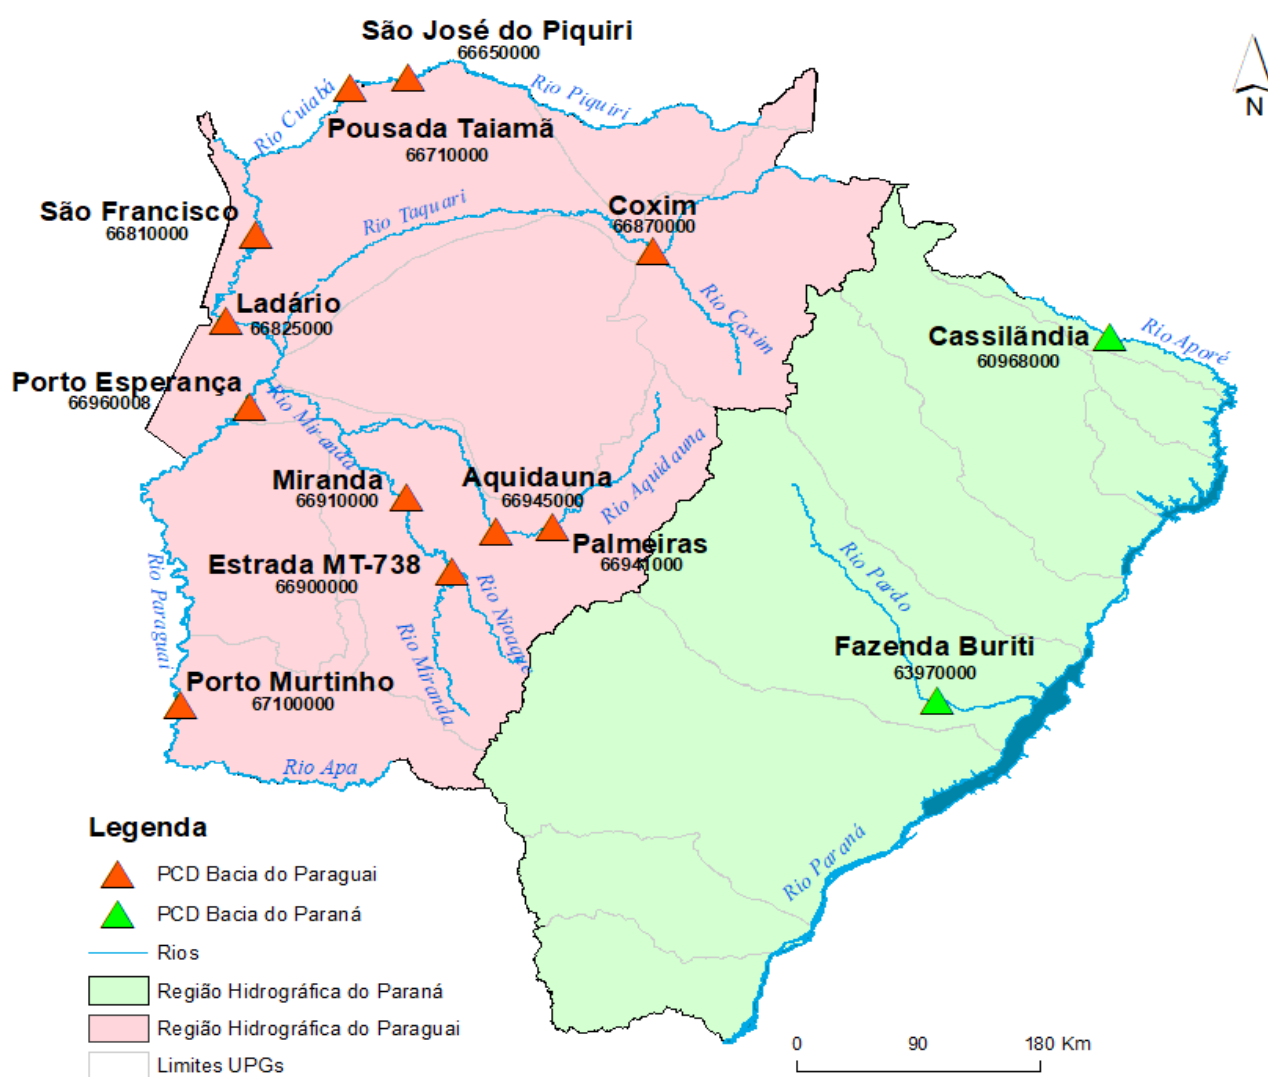 São José do Piquiri
66650000
Rio Piquiri
Rio Cuiabá
N
Pousada Taiamã
66710000
São Francisco
66810000
Rio Taquari
Coxim
66870000
Ladário
66825000
Rio Coxim
Cassilândia
60968000
Rio Aporé
Porto Esperança
66960008
Rio Miranda
Miranda
66910000
Aquidauna
66945000
Rio Aquidauna
Palmeiras
66941000
Estrada MT-738
66900000
Rio Nioaque
Rio Pardo
Rio Paraguai
Rio Miranda
Fazenda Buriti
63970000
Porto Murtinho
67100000
Rio Apa
Rio Paraná
Legenda
PCD Bacia do Paraguai
PCD Bacia do Paraná
Rios
Região Hidrográfica do Paraná
Região Hidrográfica do Paraguai
Limites UPGs
0 90 180 Km